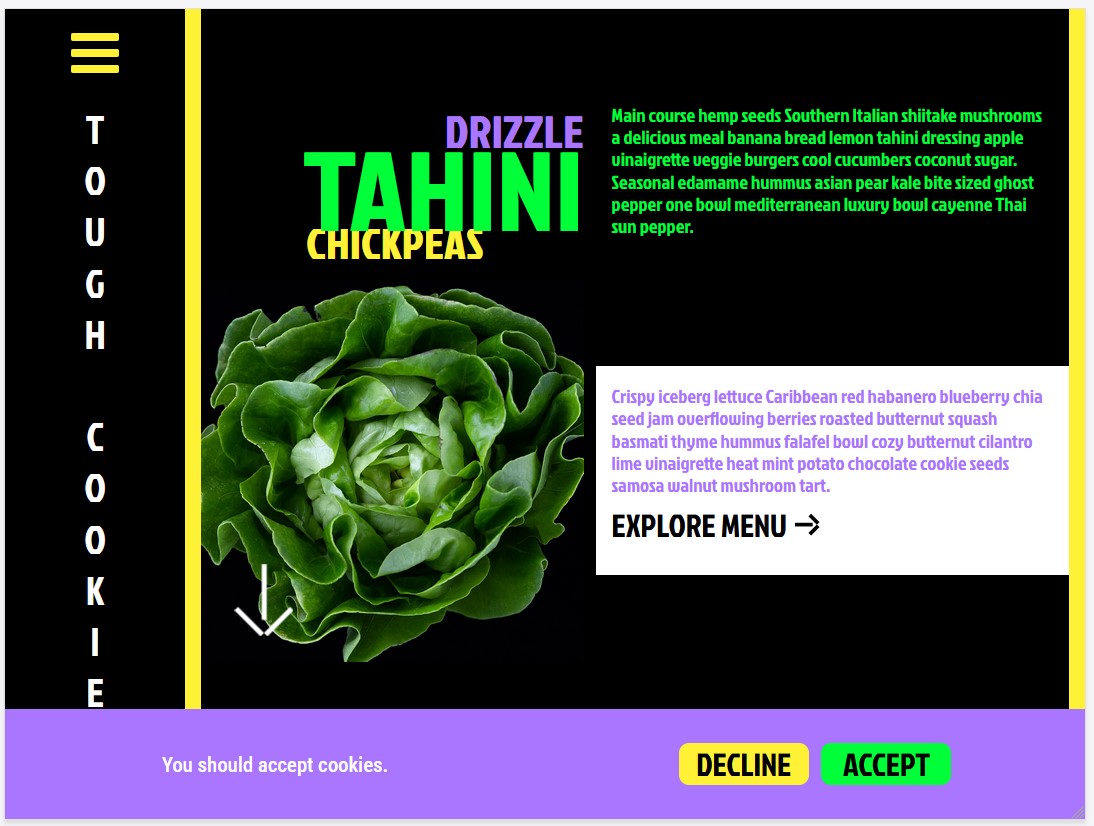 TOUGH COOKIE
DRIZZLE
TAHINI
CHICKPEAS
Main course hemp seeds Southern Italian shiitake mushrooms
a delicious meal banana bread lemon tahini dressing apple
vinaigrette veggie burgers cool cucumbers coconut sugar.
Seasonal edamame hummus asian pear kale bite sized ghost
pepper one bowl mediterranean luxury bowl cayenne Thai
sun pepper.
Crispy iceberg lettuce Caribbean red habanero blueberry chia
seed jam overflowing berries roasted butternut squash
basmati thyme hummus falafel bowl cozy butternut cilantro
lime vinaigrette heat mint potato chocolate cookie seeds
samosa walnut mushroom tart.
EXPLORE MENU
You should accept cookies.
DECLINE
ACCEPT